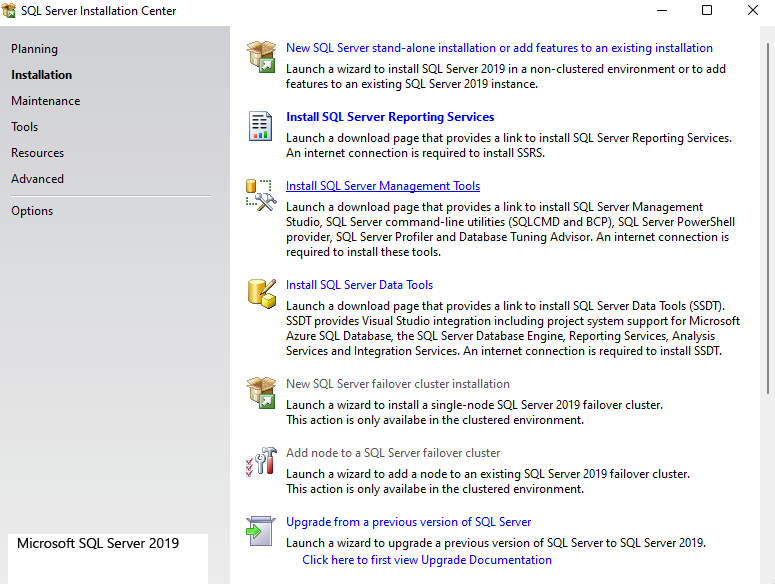 SQL Server Installation Center
Planning
Installation
Maintenance
Tools
Resources
Advanced
Options
Microsoft SQL Server 2019
New SQL Server stand-alone installation or add features to an existing installation
Launch a wizard to install SQL Server 2019 in a non-clustered environment or to add
features to an existing SQL Server 2019 instance.
Install SQL Server Reporting Services
Launch a download page that provides a link to install SQL Server Reporting Services.
An internet connection is required to install SSRS.
Install SQL Server Management Tools
Launch a download page that provides a link to install SQL Server Management
Studio, SQL Server command-line utilities (SQLCMD and BCP), SQL Server PowerShell
provider, SQL Server Profiler and Database Tuning Advisor. An internet connection is
required to install these tools.
Install SQL Server Data Tools
Launch a download page that provides a link to install SQL Server Data Tools (SSDT).
SSDT provides Visual Studio integration including project system support for Microsoft
Azure SQL Database, the SQL Server Database Engine, Reporting Services, Analysis
Services and Integration Services. An internet connection is required to install SSDT.
New SQL Server failover cluster installation
Launch a wizard to install a single-node SQL Server 2019 failover cluster.
This action is only availabe in the clustered environment.
Add node to a SQL Server failover cluster
Launch a wizard to add a node to an existing SQL Server 2019 failover cluster.
This action is only availabe in the clustered environment.
Upgrade from a previous version of SQL Server
Launch a wizard to upgrade a previous version of SQL Server to SQL Server 2019.
Click here to first view Upgrade Documentation